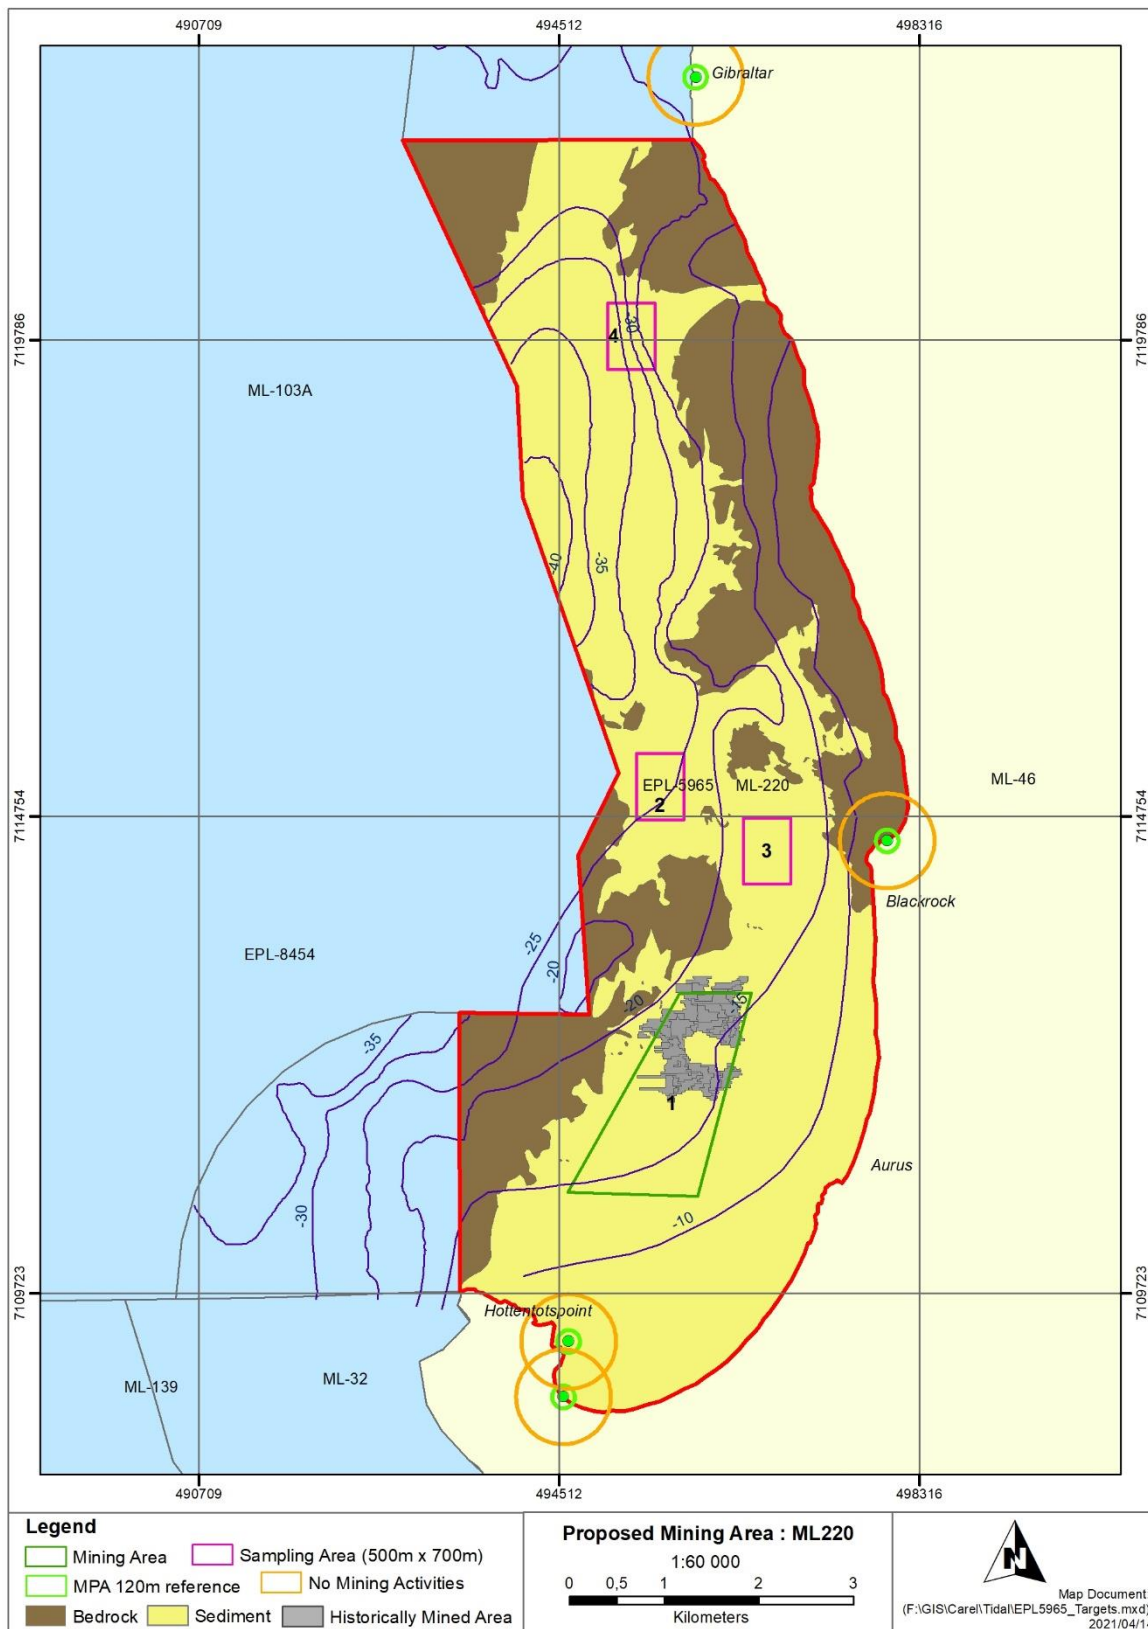 490709
494512
498316
Gibraltar
7119786
7119786
-30
4
ML-103A
-40
-35
EPL-5965
ML-220
ML-46
2
7114754
7114754
3
Blackrock
-25
EPL-8454
-20
-20
-15
-35
1
Aurus
-30
-10
7109723
7109723
Hottentotspoint
ML-139
ML-32
490709
494512
498316
Legend
Mining Area
Sampling Area (500m x 700m)
MPA 120m reference
No Mining Activities
Bedrock
Sediment
Historically Mined Area
Proposed Mining Area : ML220
1:60 000
0 0,5 1 2 3
Kilometers
N
Map Document:
(F:\GIS\Carel\Tidal\EPL5965_Targets.mxd)
2021/04/1